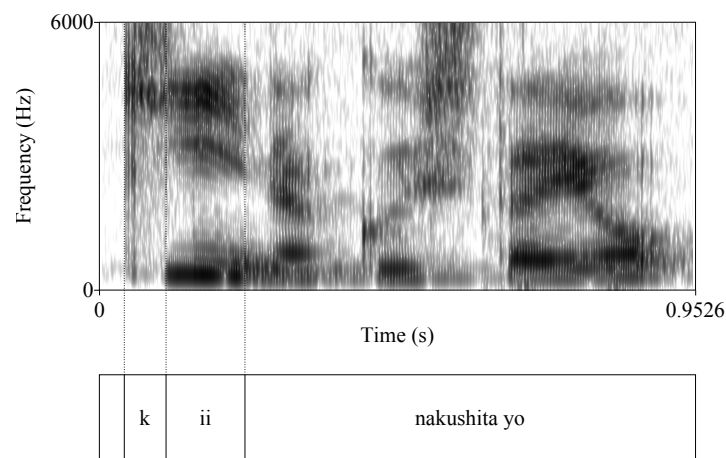 6000
Frequency (Hz)
0
0 0.9526
Time (s)
k ii nakushita yo